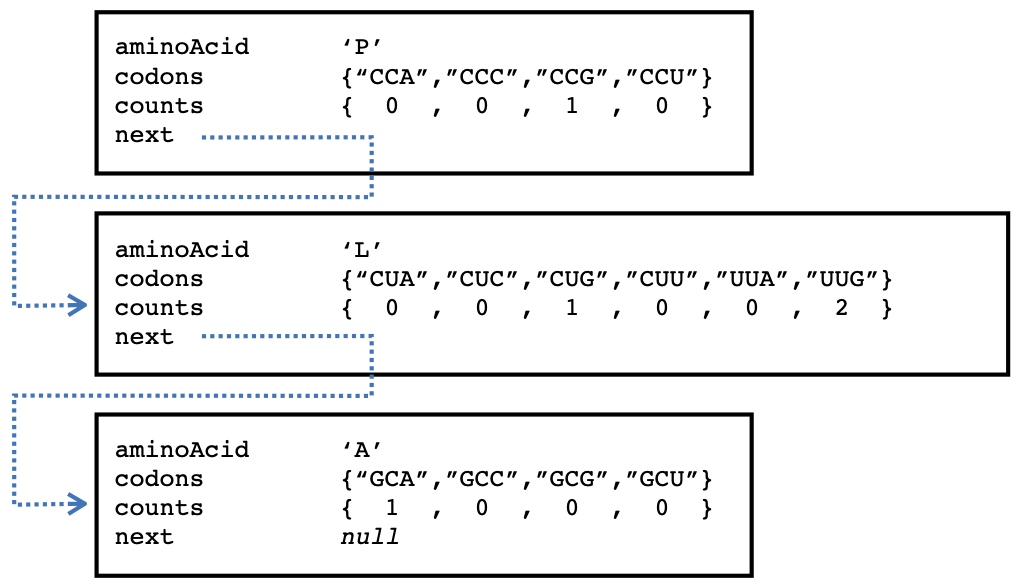 aminoAcid ‘P’
codons {“CCA”,”CCC”,”CCG”,”CCU”}
counts { 0 , 0 , 1 , 0 }
next
aminoAcid ‘L’
codons {“CUA”,”CUC”,”CUG”,”CUU”,”UUA”,”UUG”}
counts { 0 , 0 , 1 , 0 , 0 , 2 }
next
aminoAcid ‘A’
codons {“GCA”,”GCC”,”GCG”,”GCU”}
counts { 1 , 0 , 0 , 0 }
next null